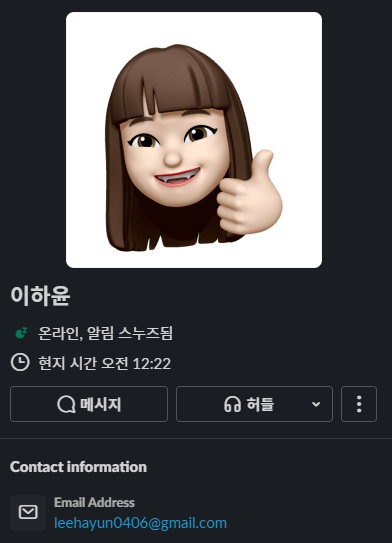 이하윤
온라인, 알림 스누즈됨
현지 시간 오전 12:22
메시지
허들
Contact information
Email Address
leehayun0406@gmail.com